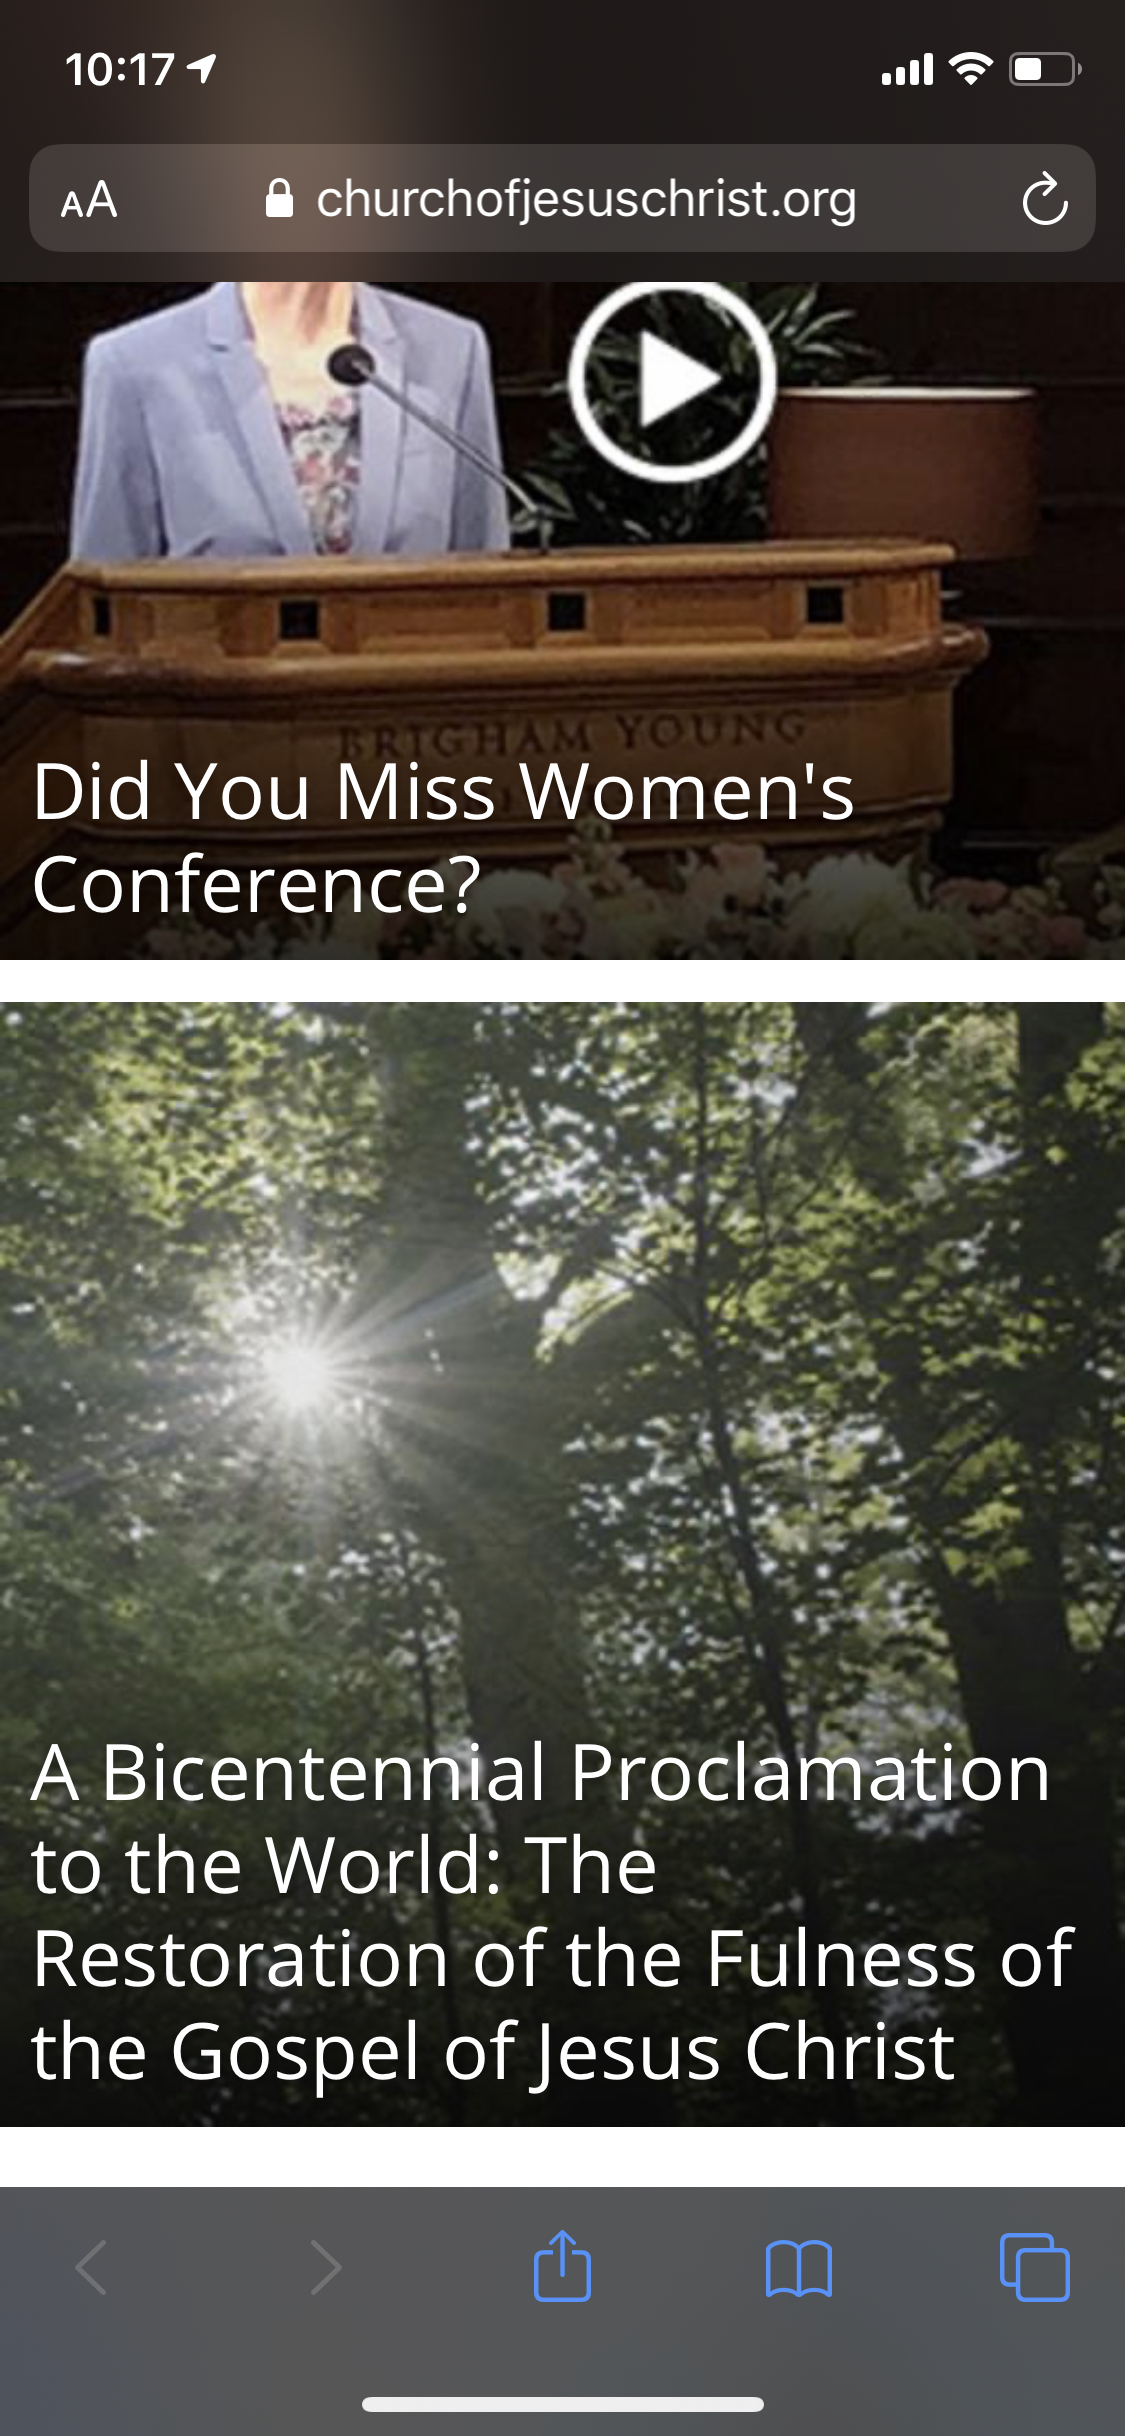 10:17
AA churchofjesuschrist.org
BRIGHAM YOUNG
Did You Miss Women's
Conference?
A Bicentennial Proclamation
to the World: The
Restoration of the Fulness of
the Gospel of Jesus Christ